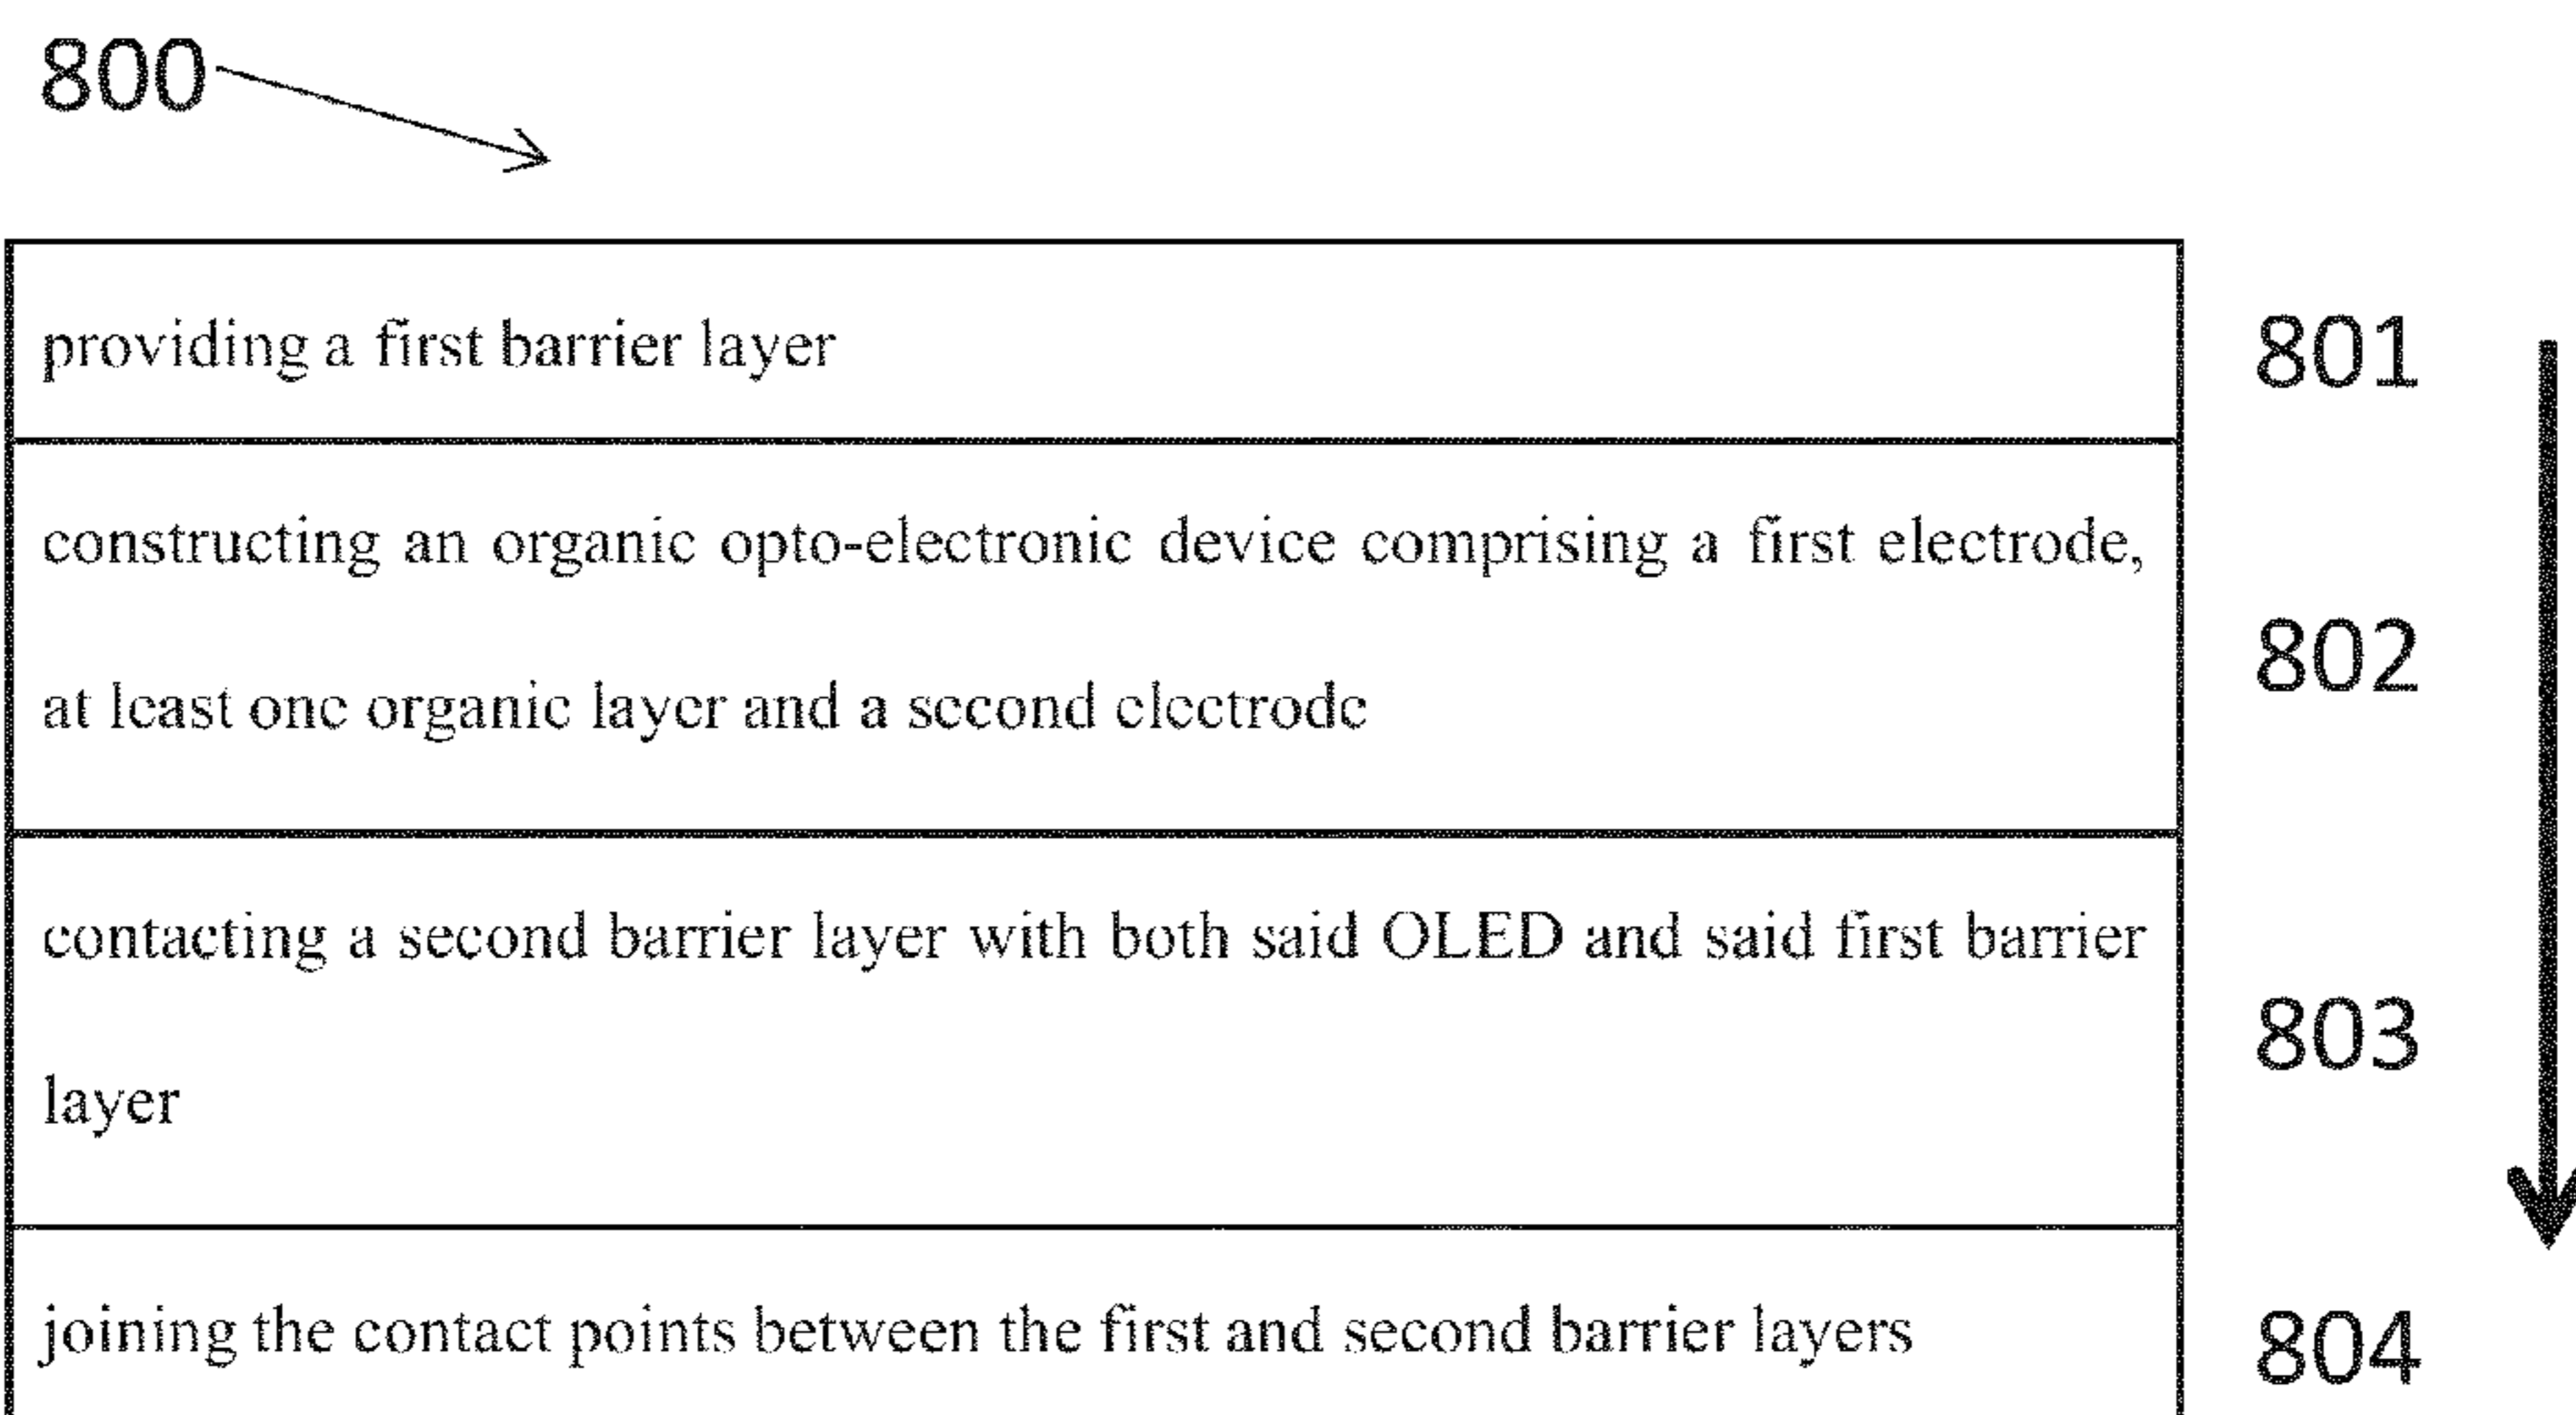 800
providing a first barrier layer
801
constructing an organic opto-electronic device comprising a first electrode,
802
at least one organic layer and a second electrode
contacting a second barrier layer with both said OLED and said first barrier
803
layer
joining the contact points between the first and second barrier layers
804